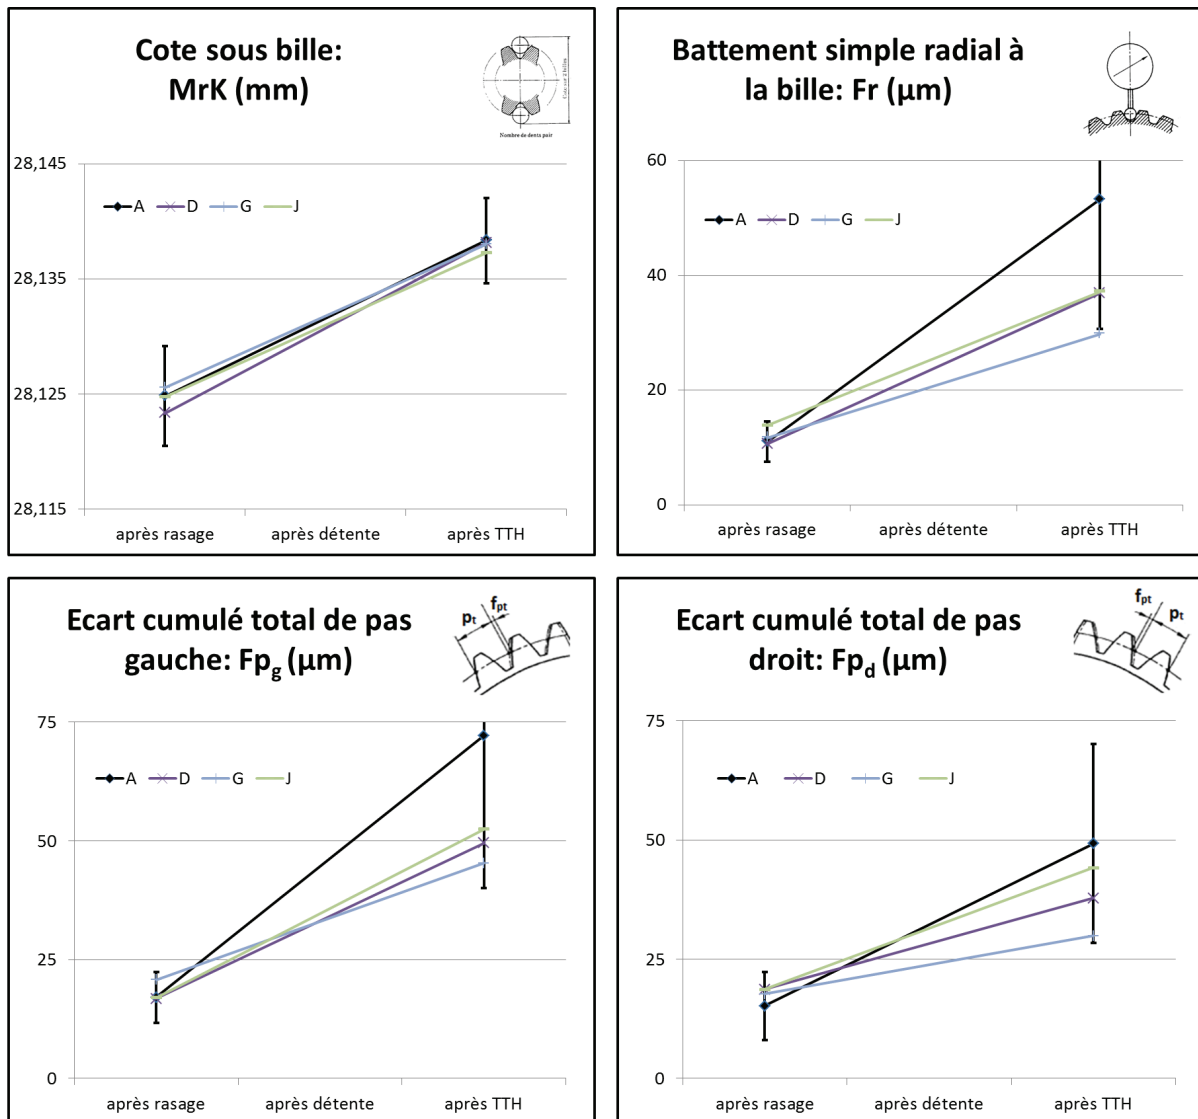 Cote sous bille:
MrK (mm)
Cote sur 2 billes
Nombre de dents pair
28,145
A D G J
28,135
28,125
28,115
après rasage après détente après TTH
Battement simple radial à
la bille: Fr (µm)
60
A D G J
40
20
0
après rasage après détente après TTH
Ecart cumulé total de pas
gauche: Fpg (µm)
fpt
pt
75
A D G J
50
25
0
après rasage après détente après TTH
Ecart cumulé total de pas
droit: Fpd (µm)
fpt
pt
75
A D G J
50
25
0
après rasage après détente après TTH